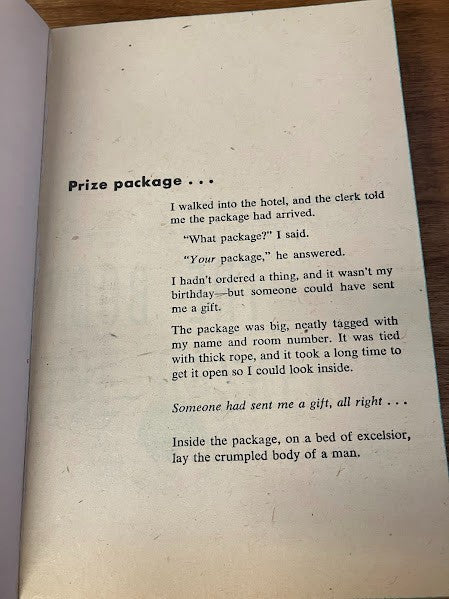 Prize package . . .
I walked into the hotel, and the clerk told
me the package had arrived.
“What package?” I said.
“Your package,” he answered.
I hadn't ordered a thing, and it wasn't my
birthday—but someone could have sent
me a gift.
The package was big, neatly tagged with
my name and room number. It was tied
with thick rope, and it took a long time to
get it open so I could look inside.
Someone had sent me a gift, all right . . .
Inside the package, on a bed of excelsior,
lay the crumpled body of a man.